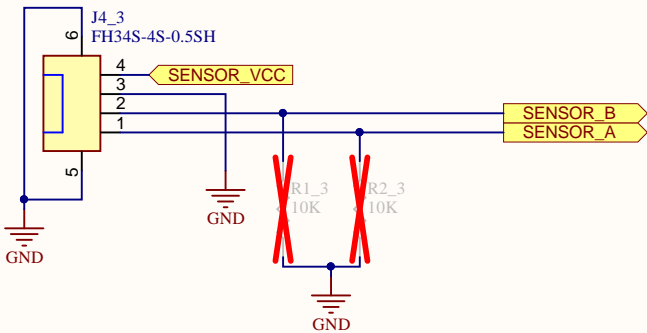 J4_3
FH34S-4S-0.5SH
6
4
SENSOR_VCC
3
2
SENSOR_B
1
SENSOR_A
5
R1_3
10K
R2_3
10K
GND
GND
GND